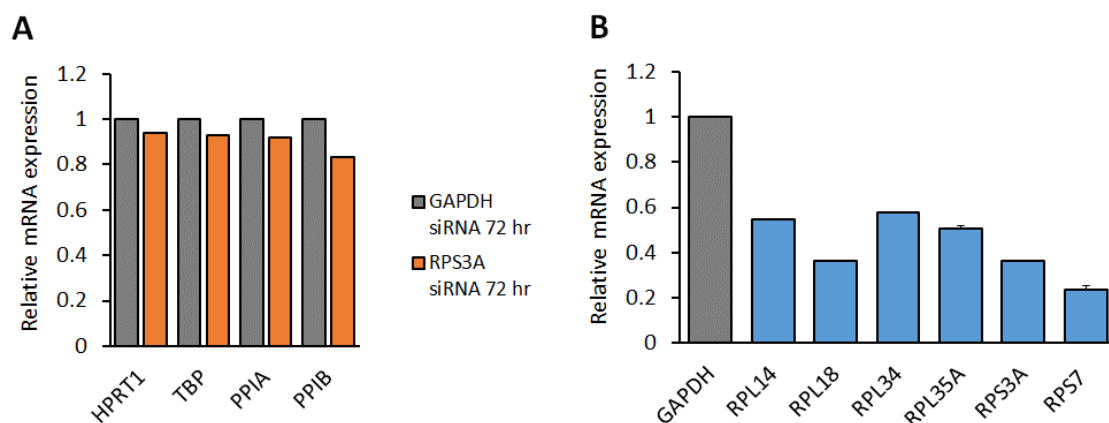 A
Relative mRNA expression
1.2
1
0.8
0.6
0.4
0.2
0
HPRT1
TBP
PPIA
PPIB
GAPDH
siRNA 72 hr
RPS3A
siRNA 72 hr
B
Relative mRNA expression
1.2
1
0.8
0.6
0.4
0.2
0
GAPDH
RPL14
RPL18
RPL34
RPL35A
RPS3A
RPS7